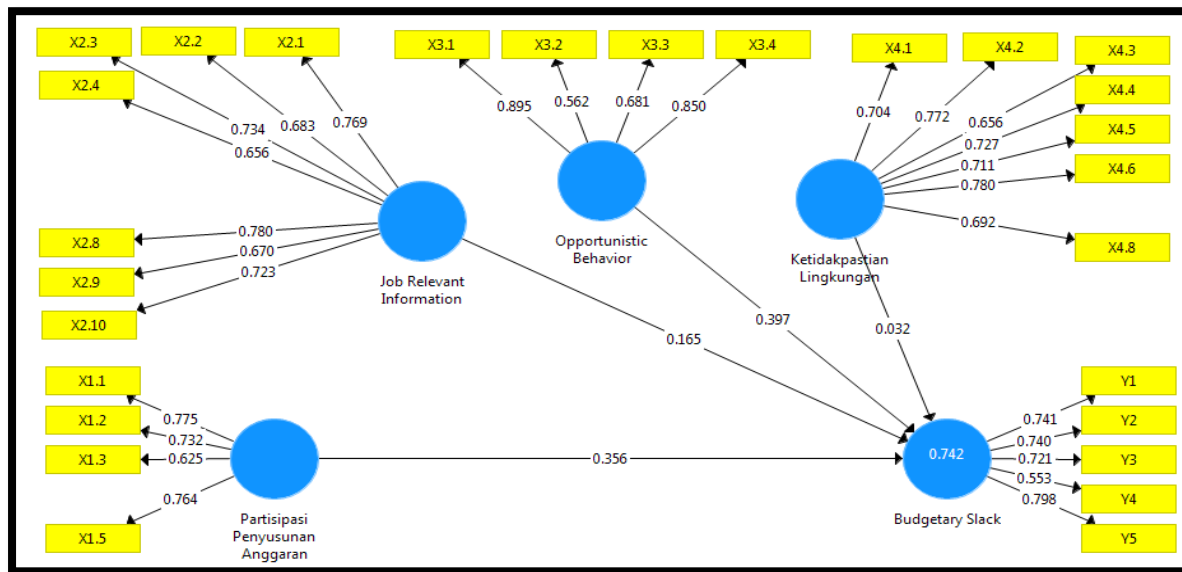 X2.3
X2.2
X2.1
X2.4
0.734
0.683
0.769
0.656
X2.8
X2.9
X2.10
0.780
0.670
0.723
Job Relevant
Information
X3.1
X3.2
X3.3
X3.4
0.895
0.562
0.681
0.850
Opportunistic
Behavior
X4.1
X4.2
X4.3
X4.4
X4.5
X4.6
X4.8
0.704
0.772
0.656
0.727
0.711
0.780
0.692
Ketidakpastian
Lingkungan
0.165
0.397
0.032
X1.1
X1.2
X1.3
X1.5
0.775
0.732
0.625
0.764
Partisipasi
Penyusunan
Anggaran
0.356
0.742
Budgetary Slack
0.741
0.740
0.721
0.553
0.798
Y1
Y2
Y3
Y4
Y5